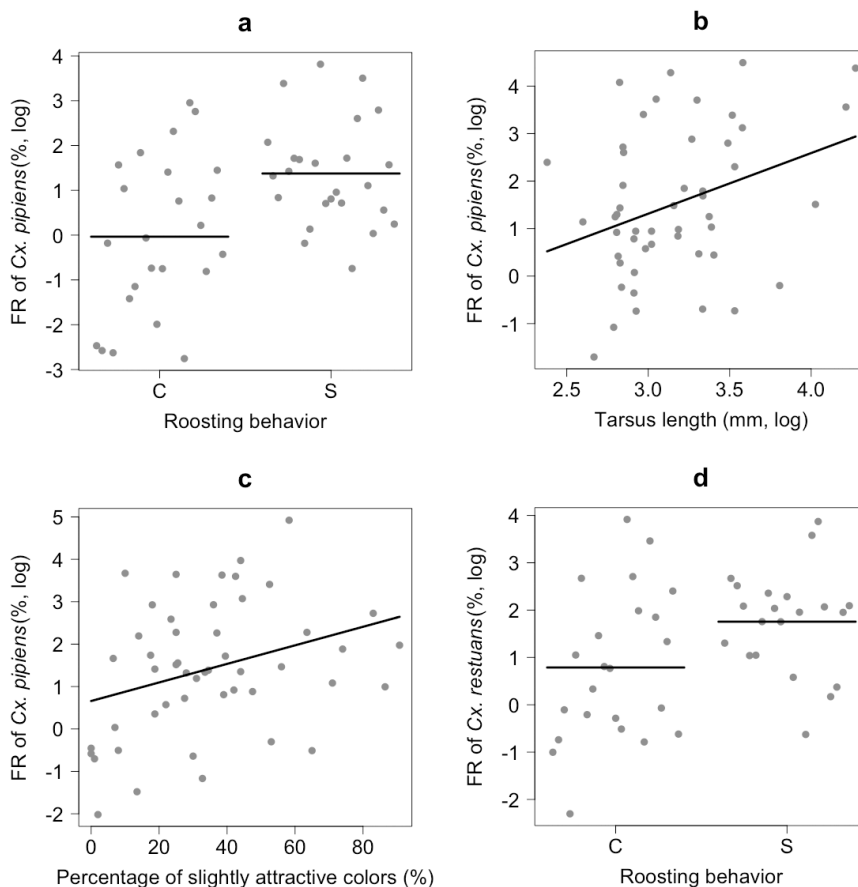 a
FR of Cx. pipiens(%, log)
4
3
2
1
0
-1
-2
-3
C
S
Roosting behavior
b
FR of Cx. pipiens(%, log)
4
3
2
1
0
-1
2.5
3.0
3.5
4.0
Tarsus length (mm, log)
c
FR of Cx. pipiens(%, log)
5
4
3
2
1
0
-1
-2
0
20
40
60
80
Percentage of slightly attractive colors (%)
d
FR of Cx. restuans(%, log)
4
3
2
1
0
-1
-2
C
S
Roosting behavior